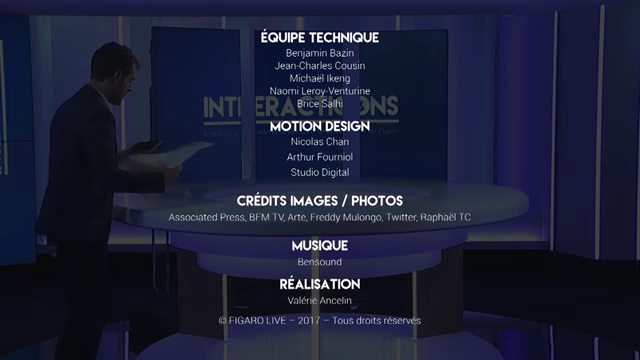 ÉQUIPE TECHNIQUE
Benjamin Bazin
Jean-Charles Cousin
Michaël Ikeng
Naomi Leroy-Venturine
Brice Salhi
INTERACTIONS
MOTION DESIGN
Nicolas Chan
Arthur Fourniol
Studio Digital
CRÉDITS IMAGES / PHOTOS
Associated Press, BFM TV, Arte, Freddy Mulongo, Twitter, Raphaël TC
MUSIQUE
Bensound
RÉALISATION
Valérie Ancelin
© FIGARO LIVE – 2017 – Tous droits réservés